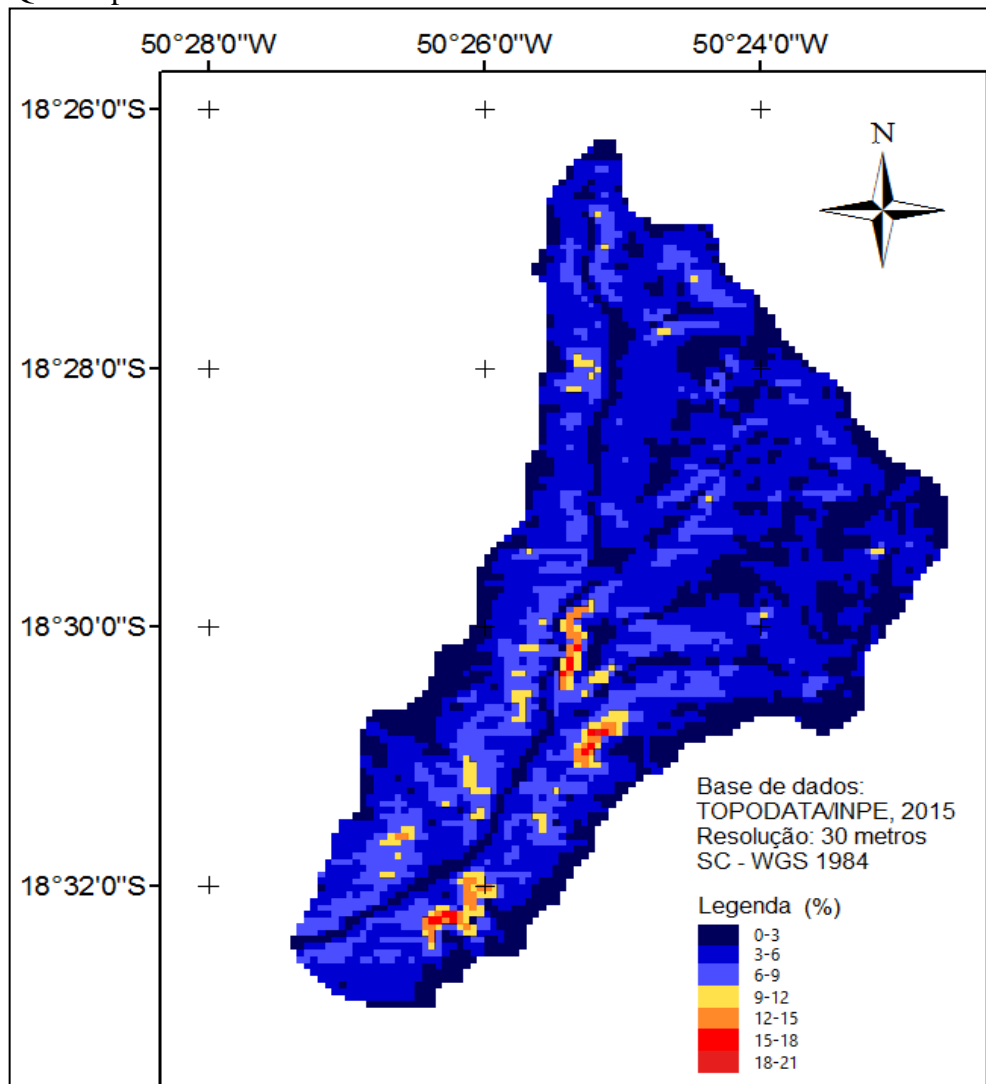 50°28'0"W 50°26'0"W 50°24'0"W
18°26'0"S
N
18°28'0"S
18°30'0"S
Base de dados:
TOPODATA/INPE, 2015
Resolução: 30 metros
SC - WGS 1984
18°32'0"S
Legenda (%)
0-3
3-6
6-9
9-12
12-15
15-18
18-21